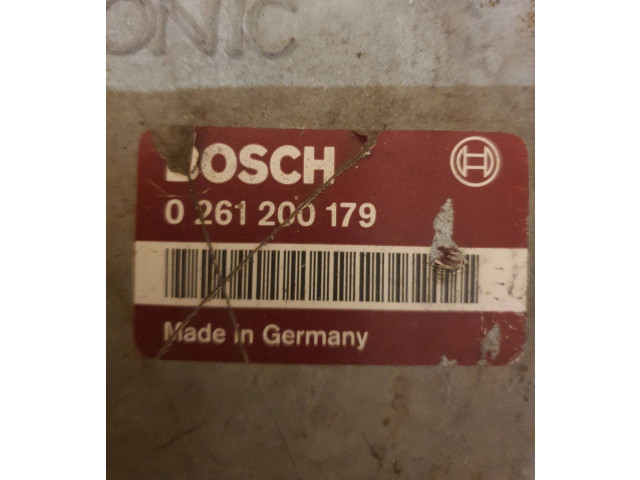 ONIC
BOSCH
0 261 200 179
Made in Germany